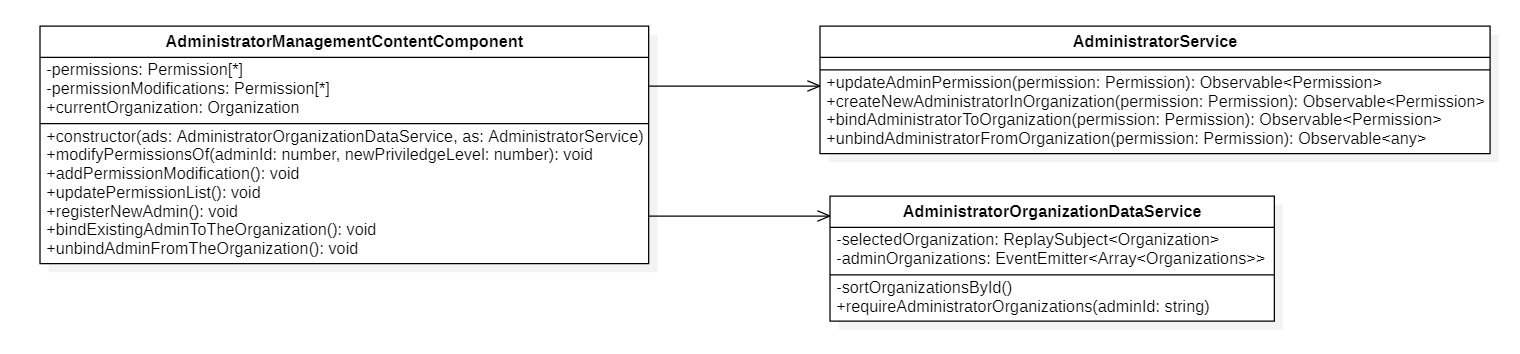 AdministratorManagementContentComponent
-permissions: Permission[*]
-permissionModifications: Permission[*]
+currentOrganization: Organization
+constructor(ads: AdministratorOrganizationDataService, as: AdministratorService)
+modifyPermissionsOf(adminId: number, newPriviledgeLevel: number): void
+addPermissionModification(): void
+updatePermissionList(): void
+registerNewAdmin(): void
+bindExistingAdminToTheOrganization(): void
+unbindAdminFromTheOrganization(): void
AdministratorService
+updateAdminPermission(permission: Permission): Observable<Permission>
+createNewAdministratorInOrganization(permission: Permission): Observable<Permission>
+bindAdministratorToOrganization(permission: Permission): Observable<Permission>
+unbindAdministratorFromOrganization(permission: Permission): Observable<any>
AdministratorOrganizationDataService
-selectedOrganization: ReplaySubject<Organization>
-adminOrganizations: EventEmitter<Array<Organizations>>
-sortOrganizationsById()
+requireAdministratorOrganizations(adminId: string)